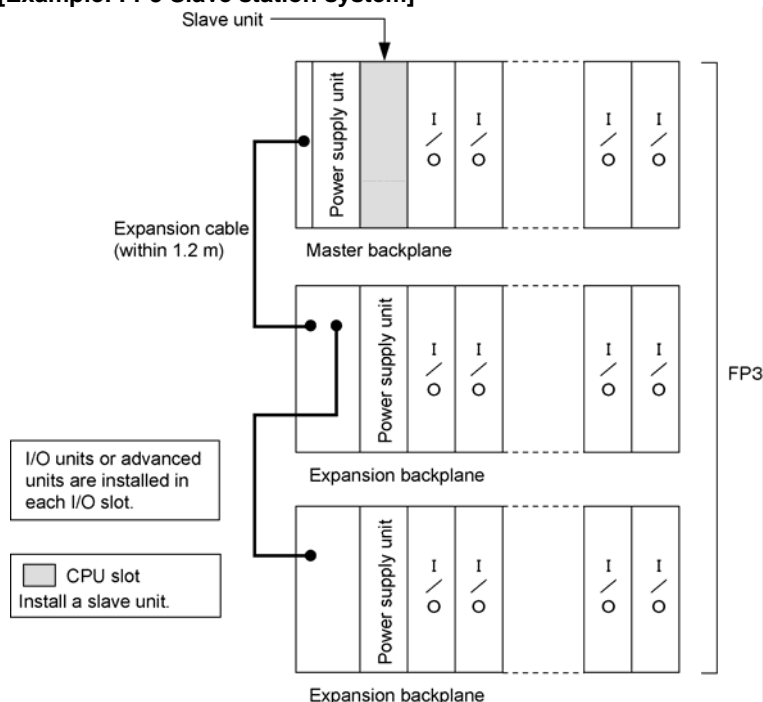 [Example: FP3 Slave station system]
Slave unit
Power supply unit
I/O
I/O
I/O
I/O
Expansion cable
(within 1.2 m)
Master backplane
Power supply unit
I/O
I/O
I/O
I/O
FP3
Expansion backplane
I/O units or advanced
units are installed in
each I/O slot.
Power supply unit
I/O
I/O
I/O
I/O
CPU slot
Install a slave unit.
Expansion backplane